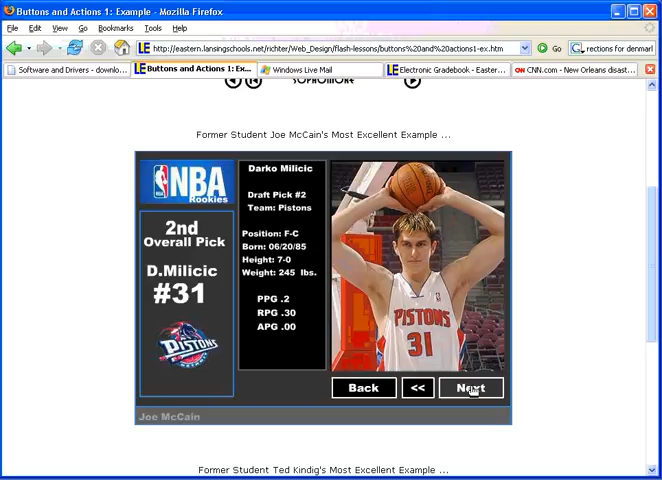 Buttons and Actions 1: Example - Mozilla Firefox
File Edit View Go Bookmarks Tools Help
http://eastern.lansingschools.net/richter/Web_Design/flash-lessons/buttons%20and%20actions1-ex.htm
Go
rections for denmark
Software and Drivers - downlo...
Buttons and Actions 1: Ex...
Windows Live Mail
Electronic Gradebook - Easter...
CNN.com - New Orleans disast...
SOPHOMORE
Former Student Joe McCain's Most Excellent Example ...
NBA
Rookies
2nd
Overall Pick
D.Milicic
#31
PISTONS
Darko Milicic
Draft Pick #2
Team: Pistons
Position: F-C
Born: 06/20/85
Height: 7-0
Weight: 245 lbs.
PPG .2
RPG .30
APG .00
PISTONS
31
Back
<<
Next
Joe McCain
Former Student Ted Kindig's Most Excellent Example ...